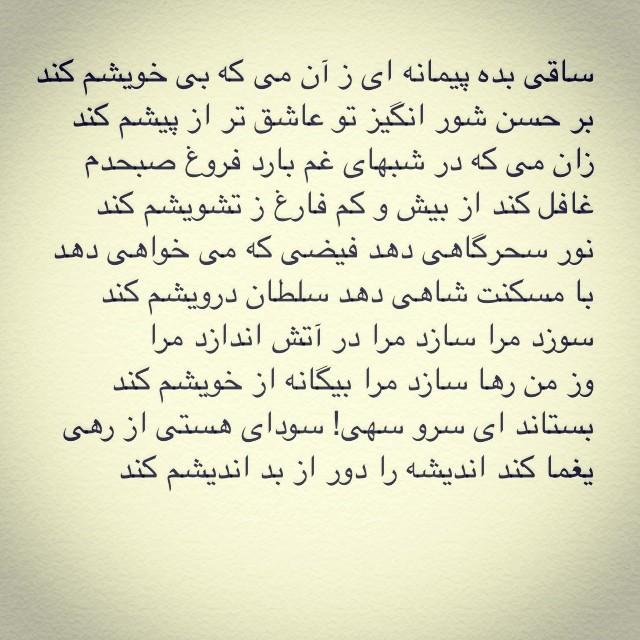 ساقی بده پیمانه ای ز آن می که بی خویشم کند
بر حسن شور انگیز تو عاشق تر از پیشم کند
زان می که در شبهای غم بارد فروغ صبحدم
غافل کند از بیش و کم فارغ ز تشویشم کند
نور سحرگاهی دهد فیضی که می خواهی دهد
با مسکنت شاهی دهد سلطان درویشم کند
سوزد مرا سازد مرا در آتش اندازد مرا
وز من رها سازد مرا بیگانه از خویشم کند
بستاند ای سرو سهی! سودای هستی از رهی
یغما کند اندیشه را دور از بد اندیشم کند